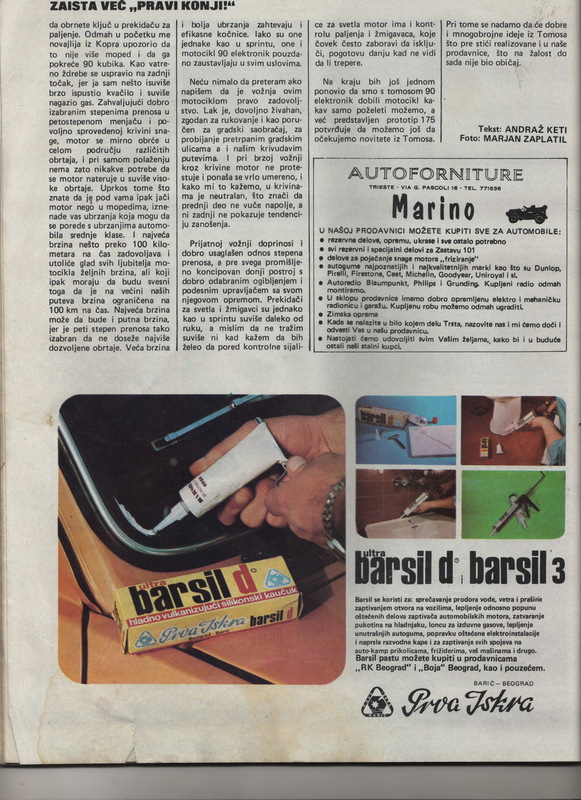 ZAISTA VEĆ „PRAVI KONJI!“
da obrnete ključ u prekidaču za
paljenje. Odmah u početku me
novajlija iz Kopra upozorio da
to nije više moped i da ga
pokreće 90 kubika. Kao vatre-
no ždrebe se uspravio na zadnji
točak, jer ja sam nešto isuviše
brzo ispustio kvačilo i suviše
nagazio gas. Zahvaljujući dobro
izabranim stepenima prenosa u
petostepenom menjaču i po-
voljno sprovedenoj krivini sna-
ge, motor se mirno obrće u
celom području različitih
obrtaja, i pri samom polaženju
nema zato nikakve potrebe da
se motor nateruje u suviše viso-
ke obrtaje. Uprkos tome što
znate da je pod vama ipak jači
motor nego u mopedima, izne-
nade vas ubrzanja koja mogu da
se porede s ubrzanjima automo-
bila srednje klase. I najveća
brzina nešto preko 100 kilo-
metara na čas zadovoljava i
utoliče glad svih ljubitelja mo-
tocikla željnih brzina, ali koji
ipak moraju da budu svesni
toga da je na većini naših
puteva brzina ograničena na
100 km na čas. Najveća brzina
može da bude i putna brzina,
jer je peti stepen prenosa tako
izabran da ne doseže najviše
dozvoljene obrtaje. Veća brzina
i bolja ubrzanja zahtevaju i
efikasne kočnice. Iako su one
jednake kao u sprintu, one i
motocikl 90 elektronik pouzda-
no zaustavljaju u svim uslovima.
Neću nimalo da preteram ako
napišem da je vožnja ovim
motociklom pravo zadovolj-
stvo. Lak je, dovoljno živahan,
zgodan za rukovanje i kao poru-
čen za gradski saobraćaj, za
probijanje pretrpanim gradskim
ulicama a i našim krivudavim
putevima. I pri brzoj vožnji
kroz krivine motor ne prote-
stuje i ponaša se vrlo umereno, i
kako mi to kažemo, u krivina-
ma je neutralan, što znači da
prednji deo ne vuče napolje, a
ni zadnji ne pokazuje tendenci-
ju zanošenja.
Prijatnoj vožnji doprinosi i
dobro usaglašen odnos stepena
prenosa, a pre svega promišlje-
no koncipovan donji postroj s
dobro odabranim ogibljenjem i
podesnim upravljačem sa svom
njegovom opremom. Prekidači
za svetla i žmigavci su jednako
kao u sprintu suviše daleko od
ruku, a mislim da ne tražim
suviše ni kad kažem da bih
želeo da pored kontrolne sijali-
ce za svetla motor ima i kont-
rolu paljenja i žmigavaca, koje
čovek često zaboravi da isklju-
či, pogotovu danju kad ne vidi
da li trepere.
Na kraju bih još jednom
ponovio da smo s tomosom 90
elektronik dobili motocikl ka-
kav samo poželeti možemo, a
već predstavljen prototip 175
potvrđuje da možemo još da
očekujemo novitete iz Tomosa.
Pri tome se nadamo da će dobre
i mnogobrojne ideje iz Tomosa
što pre stići realizovane i u naše
prodavnice, što na žalost do
sada nije bio običaj.
Tekst: ANDRAŽ KETI
Foto: MARJAN ZAPLATIL
AUTOFORNITURE
TRIESTE - VIA G. PASCOLI 16 - TEL. 771636
Marino
U NAŠOJ PRODAVNICI MOŽETE KUPITI SVE ZA AUTOMOBILE:
● rezervne delove, opremu, ukrase i sve ostalo potrebno
● svi rezervni i specijalni delovi za Zastavu 101
● delove za pojačanje snage motora „friziranje“
● autogume najpoznatijih i najkvalitetnijih marki kao što su Dunlop,
Pirelli, Firestone, Ceat, Michelin, Goodyear, Uniroyal i sl.
● Autoradio Blaupunkt, Philips i Grunding. Kupljeni radio odmah
montiramo.
● U sklopu prodavnice imamo dobro opremljenu elektro i mehaničku
radionicu i garažu. Kupljenu robu možemo odmah ugraditi.
● Zimska oprema
● Kada se nalazite u bilo kojem delu Trsta, nazovite nas i mi ćemo doći i
odvesti Vas u našu prodavnicu.
● Nastojati ćemo udovoljiti svim Vašim željama, kako bi i u buduće
ostali naši stalni kupci.
ultra
barsil d
hladno vulkanizujući silikonski kaučuk
Prva Iskra
barsil d
ultra
barsil d i barsil 3
Barsil se koristi za: sprečavanje prodora vode, vetra i prašine
zaptivanjem otvora na vozilima, lepljenje odnosno popunu
oštećenih delova zaptivača automobilskih motora, zatvaranje
pukotina na hladnjaku, loncu za izduvne gasove, lepljenje
unutrašnjih autoguma, popravku oštećene elektroinstalacije
i naprsle razvodne kape i za zaptivanje svih spojeva na
auto-kamp prikolicama, frižiderima, veš mašinama i drugo.
Barsil pastu možete kupiti u prodavnicama
„RK Beograd“ i „Boja“ Beograd, kao i pouzećem.
BARIČ – BEOGRAD
BARIČ
Prva Iskra